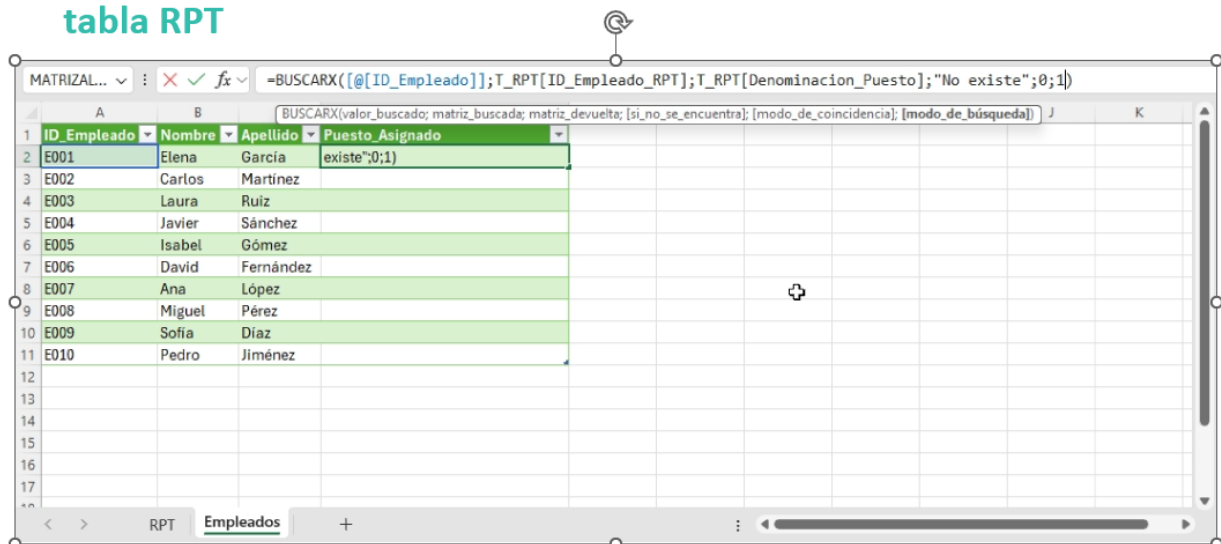 tabla RPT
MATRIZAL... fx =BUSCARX([@[ID_Empleado]];T_RPT[ID_Empleado_RPT];T_RPT[Denominacion_Puesto];"No existe";0;1)
BUSCARX(valor_buscado; matriz_buscada; matriz_devuelta; [si_no_se_encuentra]; [modo_de_coincidencia]; [modo_de_búsqueda])
A B J K
1 ID_Empleado Nombre Apellido Puesto_Asignado
2 E001 Elena García existe";0;1)
3 E002 Carlos Martínez
4 E003 Laura Ruiz
5 E004 Javier Sánchez
6 E005 Isabel Gómez
7 E006 David Fernández
8 E007 Ana López
9 E008 Miguel Pérez
10 E009 Sofía Díaz
11 E010 Pedro Jiménez
12
13
14
15
16
17
RPT Empleados +